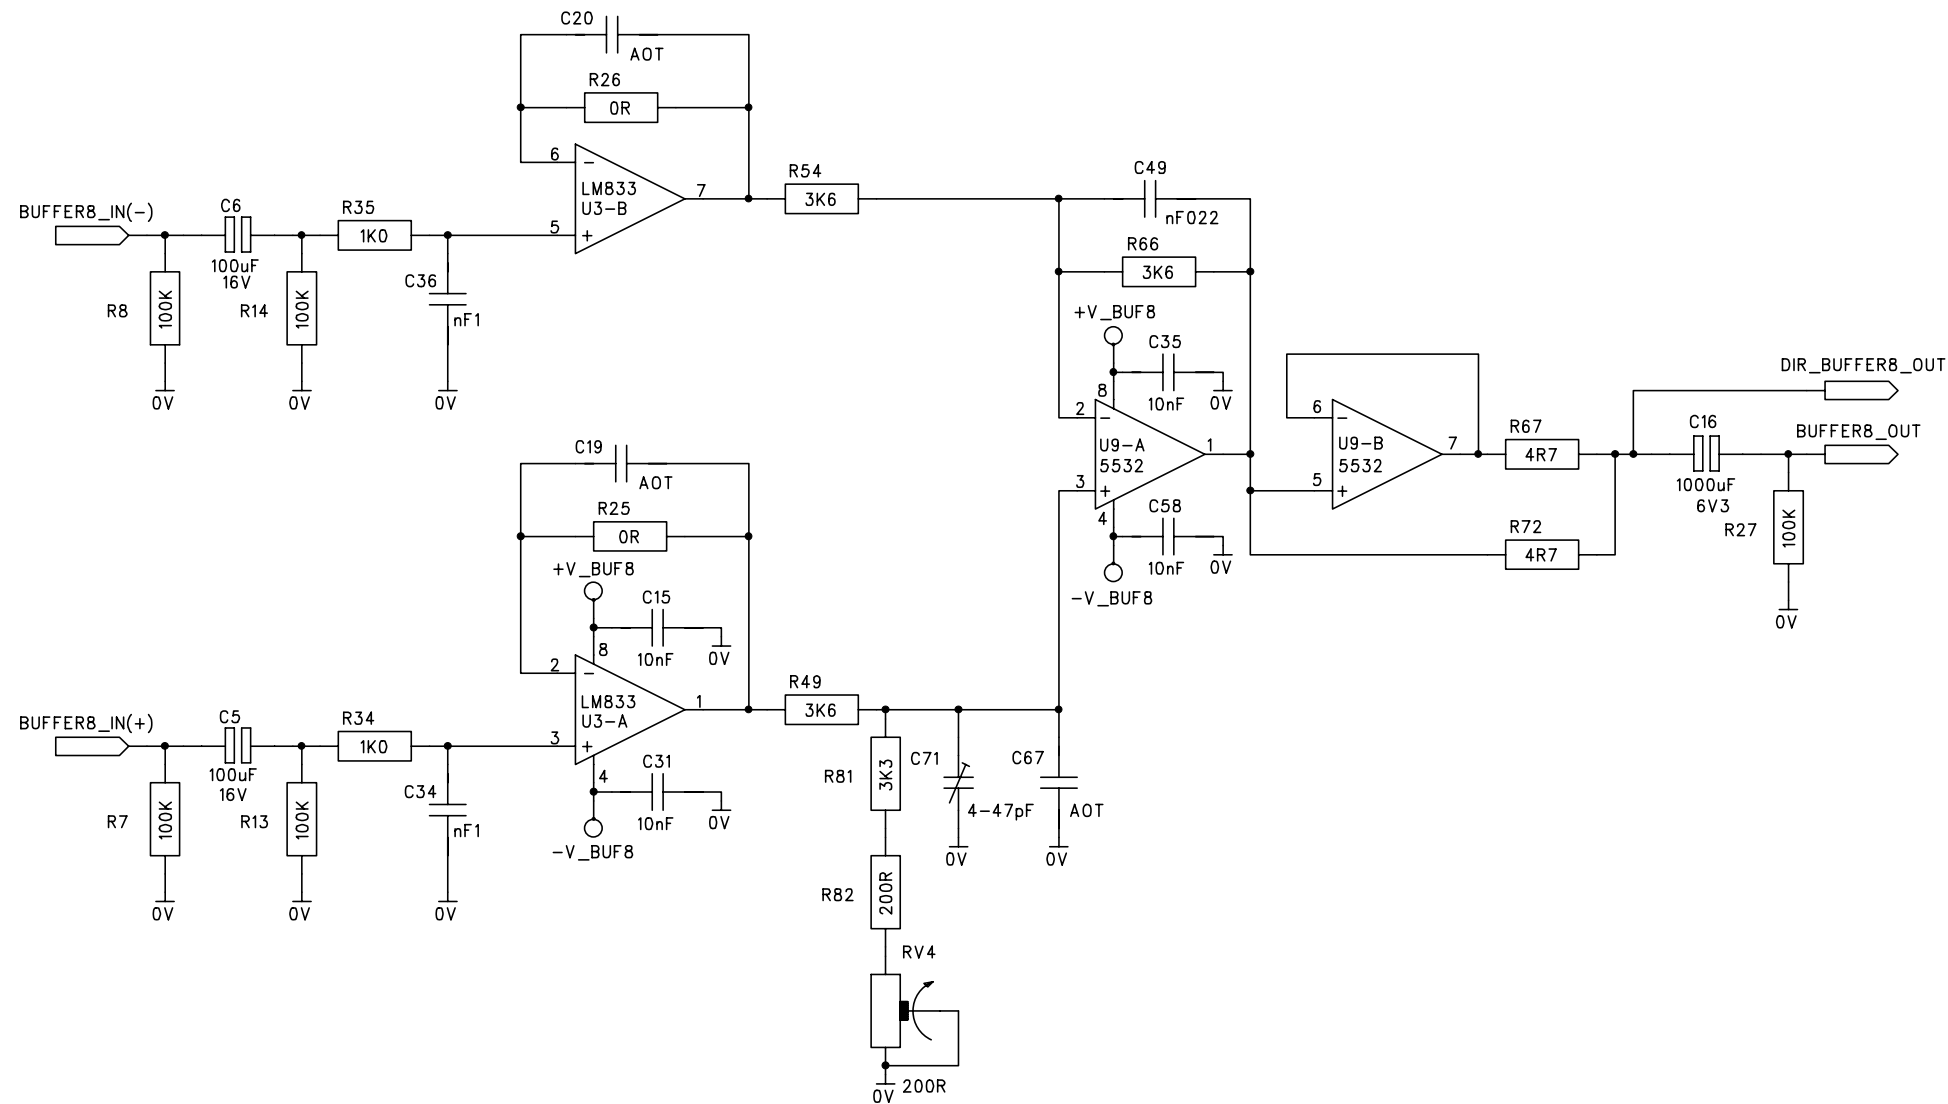 C20
AOT
R26
0R
6
LM833
U3-B
7
5
R54
3K6
C49
nF022
R66
3K6
BUFFER8_IN(-)
C6
100uF
16V
R35
1K0
C36
nF1
R8
100K
R14
100K
0V
0V
0V
+V_BUF8
C35
10nF
0V
8
2
U9-A
5532
1
3
4
C58
10nF
0V
-V_BUF8
6
U9-B
5532
7
5
R67
4R7
R72
4R7
DIR_BUFFER8_OUT
C16
1000uF
6V3
BUFFER8_OUT
R27
100K
0V
C19
AOT
R25
0R
+V_BUF8
C15
10nF
0V
8
2
LM833
U3-A
1
3
4
C31
10nF
0V
-V_BUF8
R49
3K6
BUFFER8_IN(+)
C5
100uF
16V
R34
1K0
C34
nF1
R7
100K
R13
100K
0V
0V
0V
R81
3K3
C71
4-47pF
0V
C67
AOT
0V
R82
200R
RV4
200R
0V